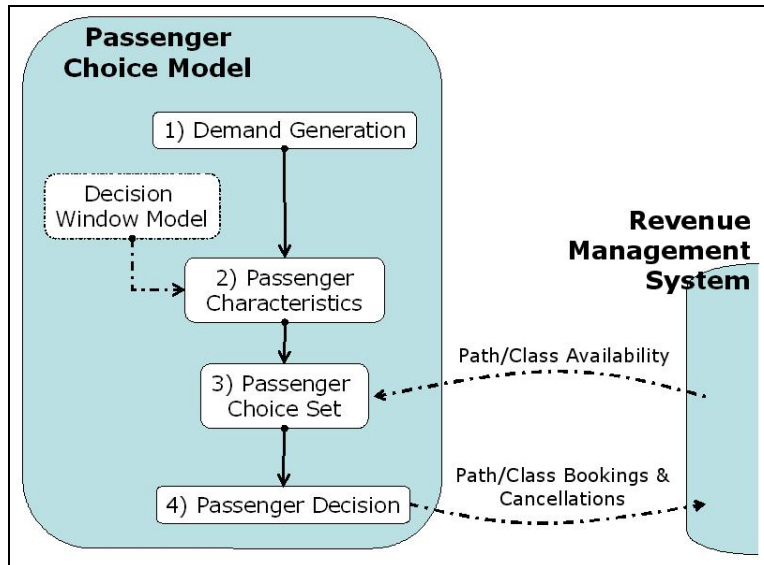 Passenger
Choice Model
1) Demand Generation
Decision
Window Model
2) Passenger
Characteristics
3) Passenger
Choice Set
4) Passenger Decision
Revenue
Management
System
Path/Class Availability
Path/Class Bookings &
Cancellations